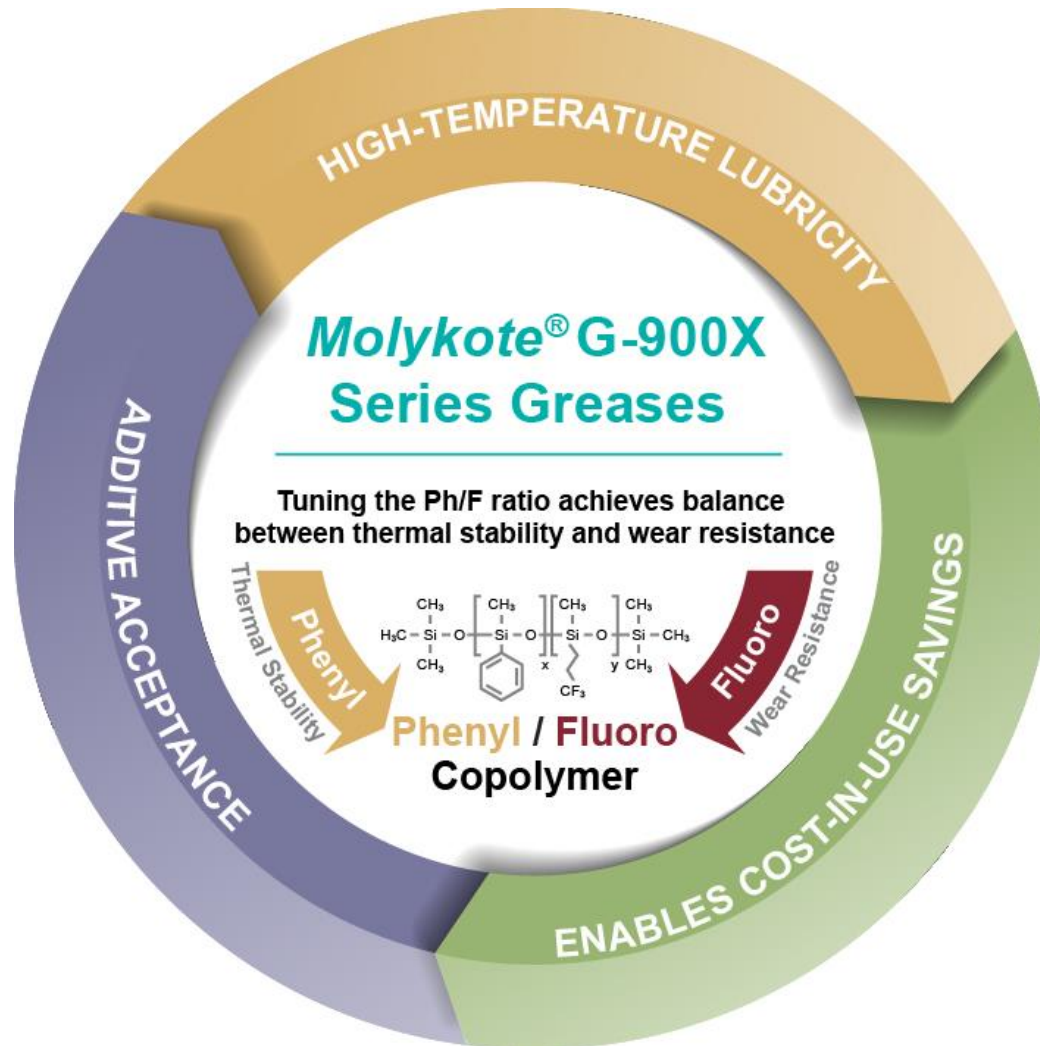 HIGH-TEMPERATURE LUBRICITY
Molykote® G-900X
Series Greases
Tuning the Ph/F ratio achieves balance
between thermal stability and wear resistance
Thermal Stability
Phenyl
CH₃ CH₃ CH₃ CH₃
H₃C–Si–O–[Si–O]–[Si–O]–Si–CH₃
CH₃ x y CH₃
CF₃
Fluoro
Wear Resistance
Phenyl / Fluoro
Copolymer
ADDITIVE ACCEPTANCE
ENABLES COST-IN-USE SAVINGS